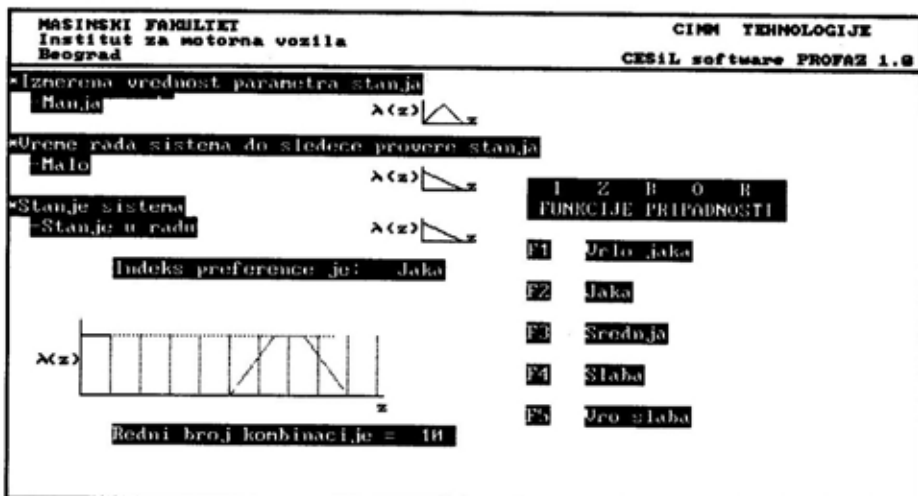 MASINSKI FAKULTET
Institut za motorna vozila
Beograd
CIMM TEHNOLOGIJE
CESiL software PROFAZ 1.0
*Izmerena vrednost parametra stanja
-Manja
λ(z)
z
*Vreme rada sistema do sledece provere stanja
-Malo
λ(z)
z
*Stanje sistema
-Stanje u radu
λ(z)
z
Indeks preference je: Jaka
λ(z)
z
Redni broj kombinacije = 10
I Z B O R
FUNKCIJE PRIPADNOSTI
F1 Vrlo jaka
F2 Jaka
F3 Srednja
F4 Slaba
F5 Vro slaba